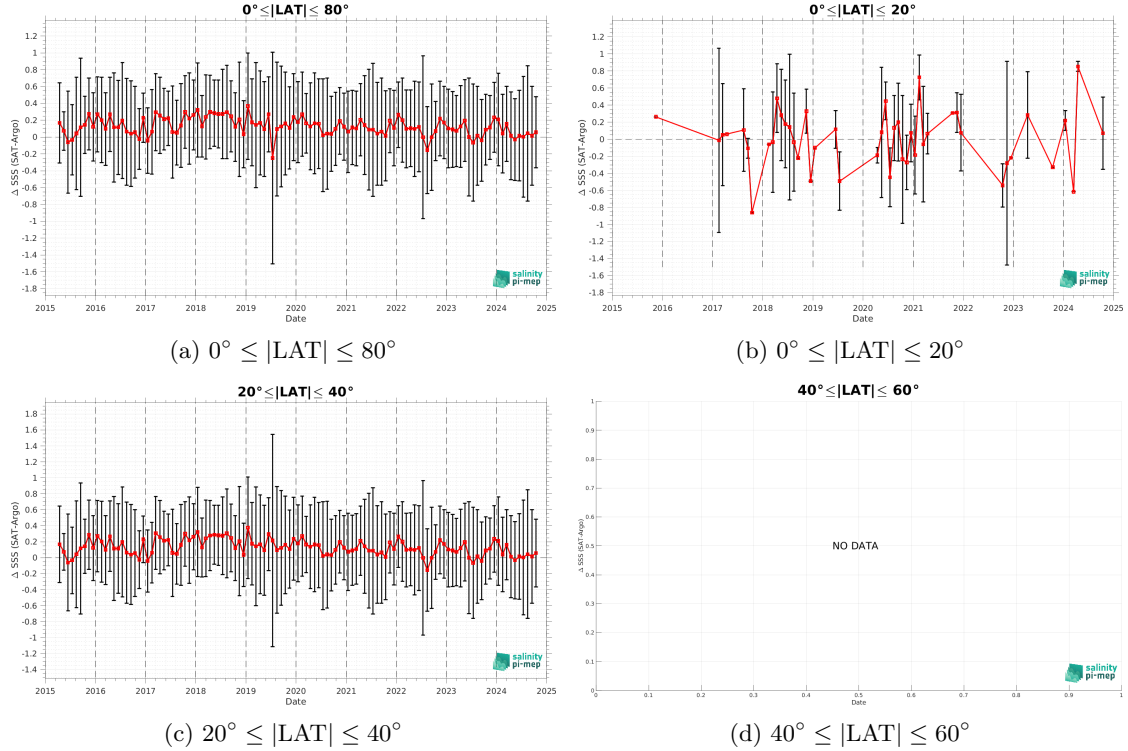 0°≤|LAT|≤ 80°
Δ SSS (SAT-Argo)
1.2
1
0.8
0.6
0.4
0.2
0
-0.2
-0.4
-0.6
-0.8
-1
-1.2
-1.4
-1.6
-1.8
2015 2016 2017 2018 2019 2020 2021 2022 2023 2024 2025
Date
salinity
pi-mep
(a) 0° ≤ |LAT| ≤ 80°
0°≤|LAT|≤ 20°
Δ SSS (SAT-Argo)
1.2
1
0.8
0.6
0.4
0.2
0
-0.2
-0.4
-0.6
-0.8
-1
-1.2
-1.4
-1.6
-1.8
2015 2016 2017 2018 2019 2020 2021 2022 2023 2024 2025
Date
salinity
pi-mep
(b) 0° ≤ |LAT| ≤ 20°
20°≤|LAT|≤ 40°
Δ SSS (SAT-Argo)
1.8
1.6
1.4
1.2
1
0.8
0.6
0.4
0.2
0
-0.2
-0.4
-0.6
-0.8
-1
-1.2
-1.4
2015 2016 2017 2018 2019 2020 2021 2022 2023 2024 2025
Date
salinity
pi-mep
(c) 20° ≤ |LAT| ≤ 40°
40°≤|LAT|≤ 60°
Δ SSS (SAT-Argo)
1
0.9
0.8
0.7
0.6
0.5
0.4
0.3
0.2
0.1
0
NO DATA
0 0.1 0.2 0.3 0.4 0.5 0.6 0.7 0.8 0.9 1
Date
salinity
pi-mep
(d) 40° ≤ |LAT| ≤ 60°